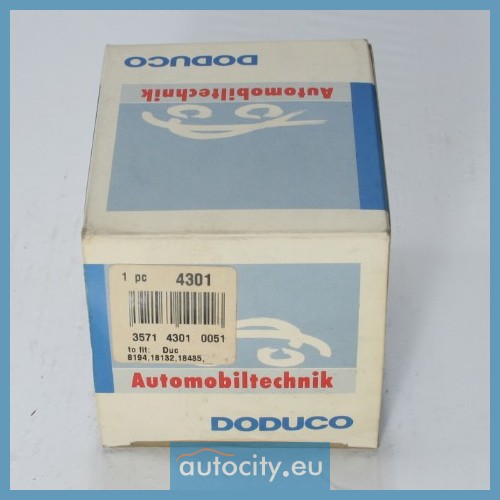 DODUCO
Automobiltechnik
1 pc 4301
3571 4301 0051
to fit: Duc
8194,18132,18485,
Automobiltechnik
DODUCO
autocity.eu